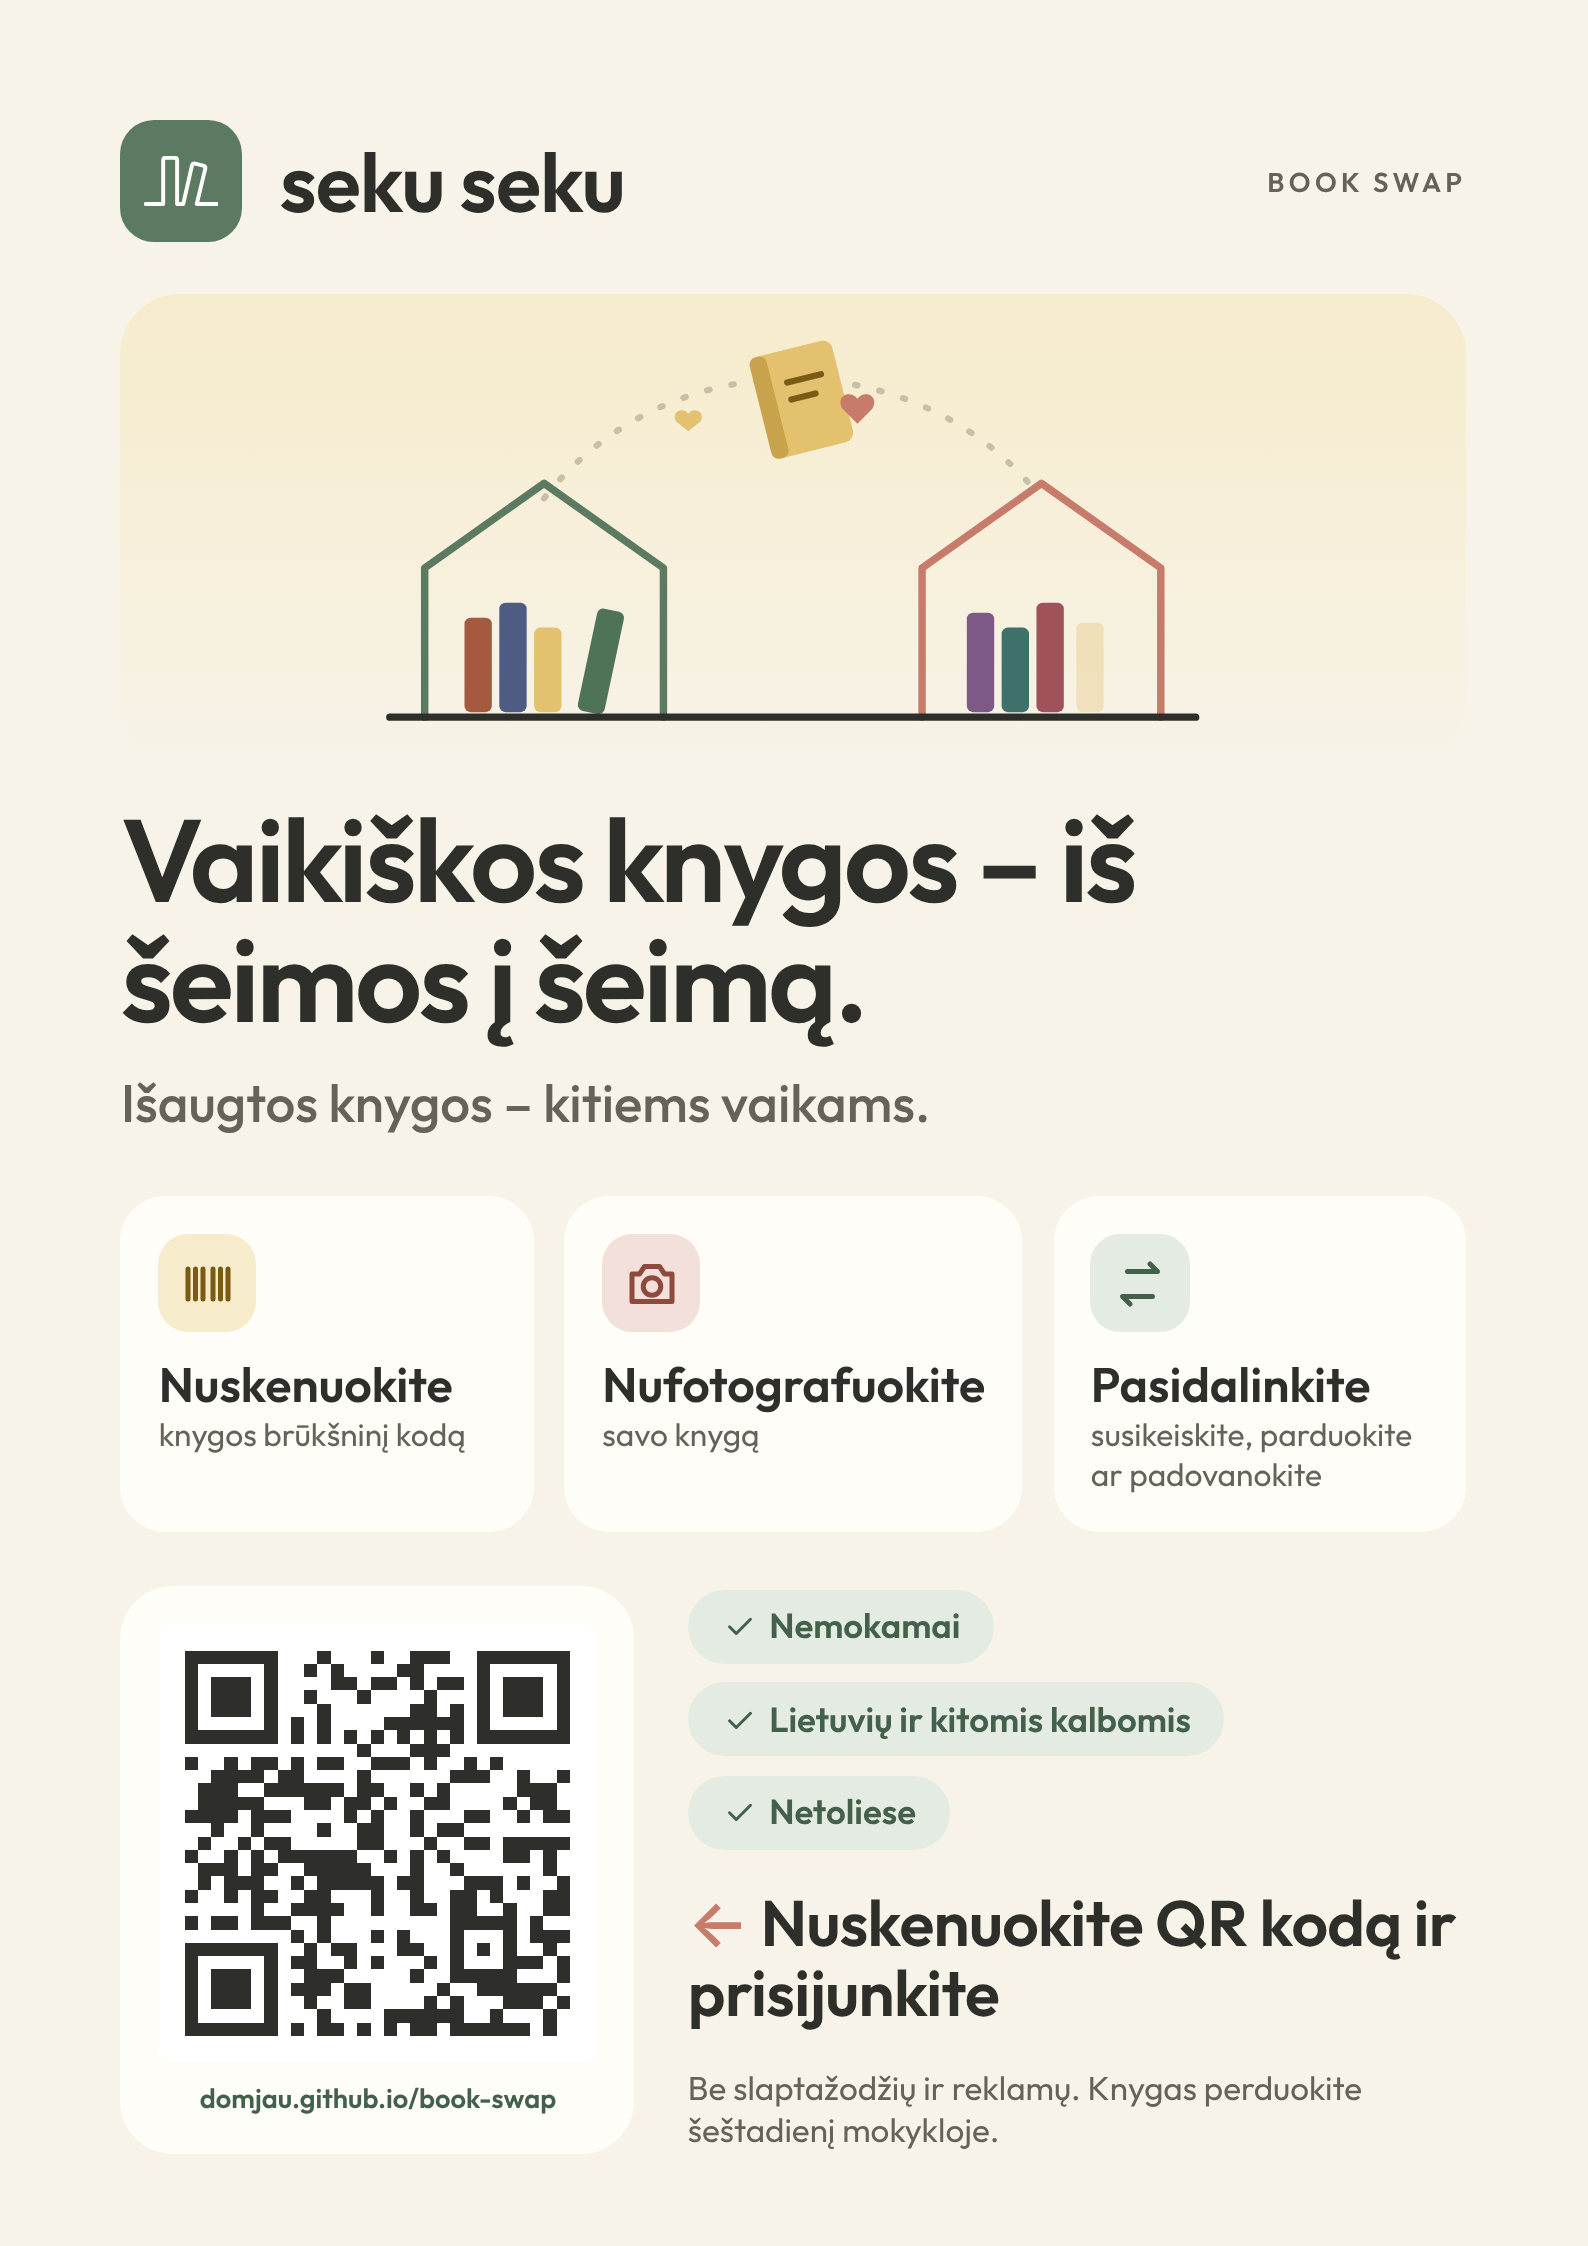 seku seku
BOOK SWAP
Vaikiškos knygos – iš
šeimos į šeimą.
Išaugtos knygos – kitiems vaikams.
Nuskenuokite
knygos brūkšninį kodą
Nufotografuokite
savo knygą
Pasidalinkite
susikeiskite, parduokite
ar padovanokite
Nemokamai
Lietuvių ir kitomis kalbomis
Netoliese
← Nuskenuokite QR kodą ir
prisijunkite
Be slaptažodžių ir reklamų. Knygas perduokite
šeštadienį mokykloje.
domjau.github.io/book-swap